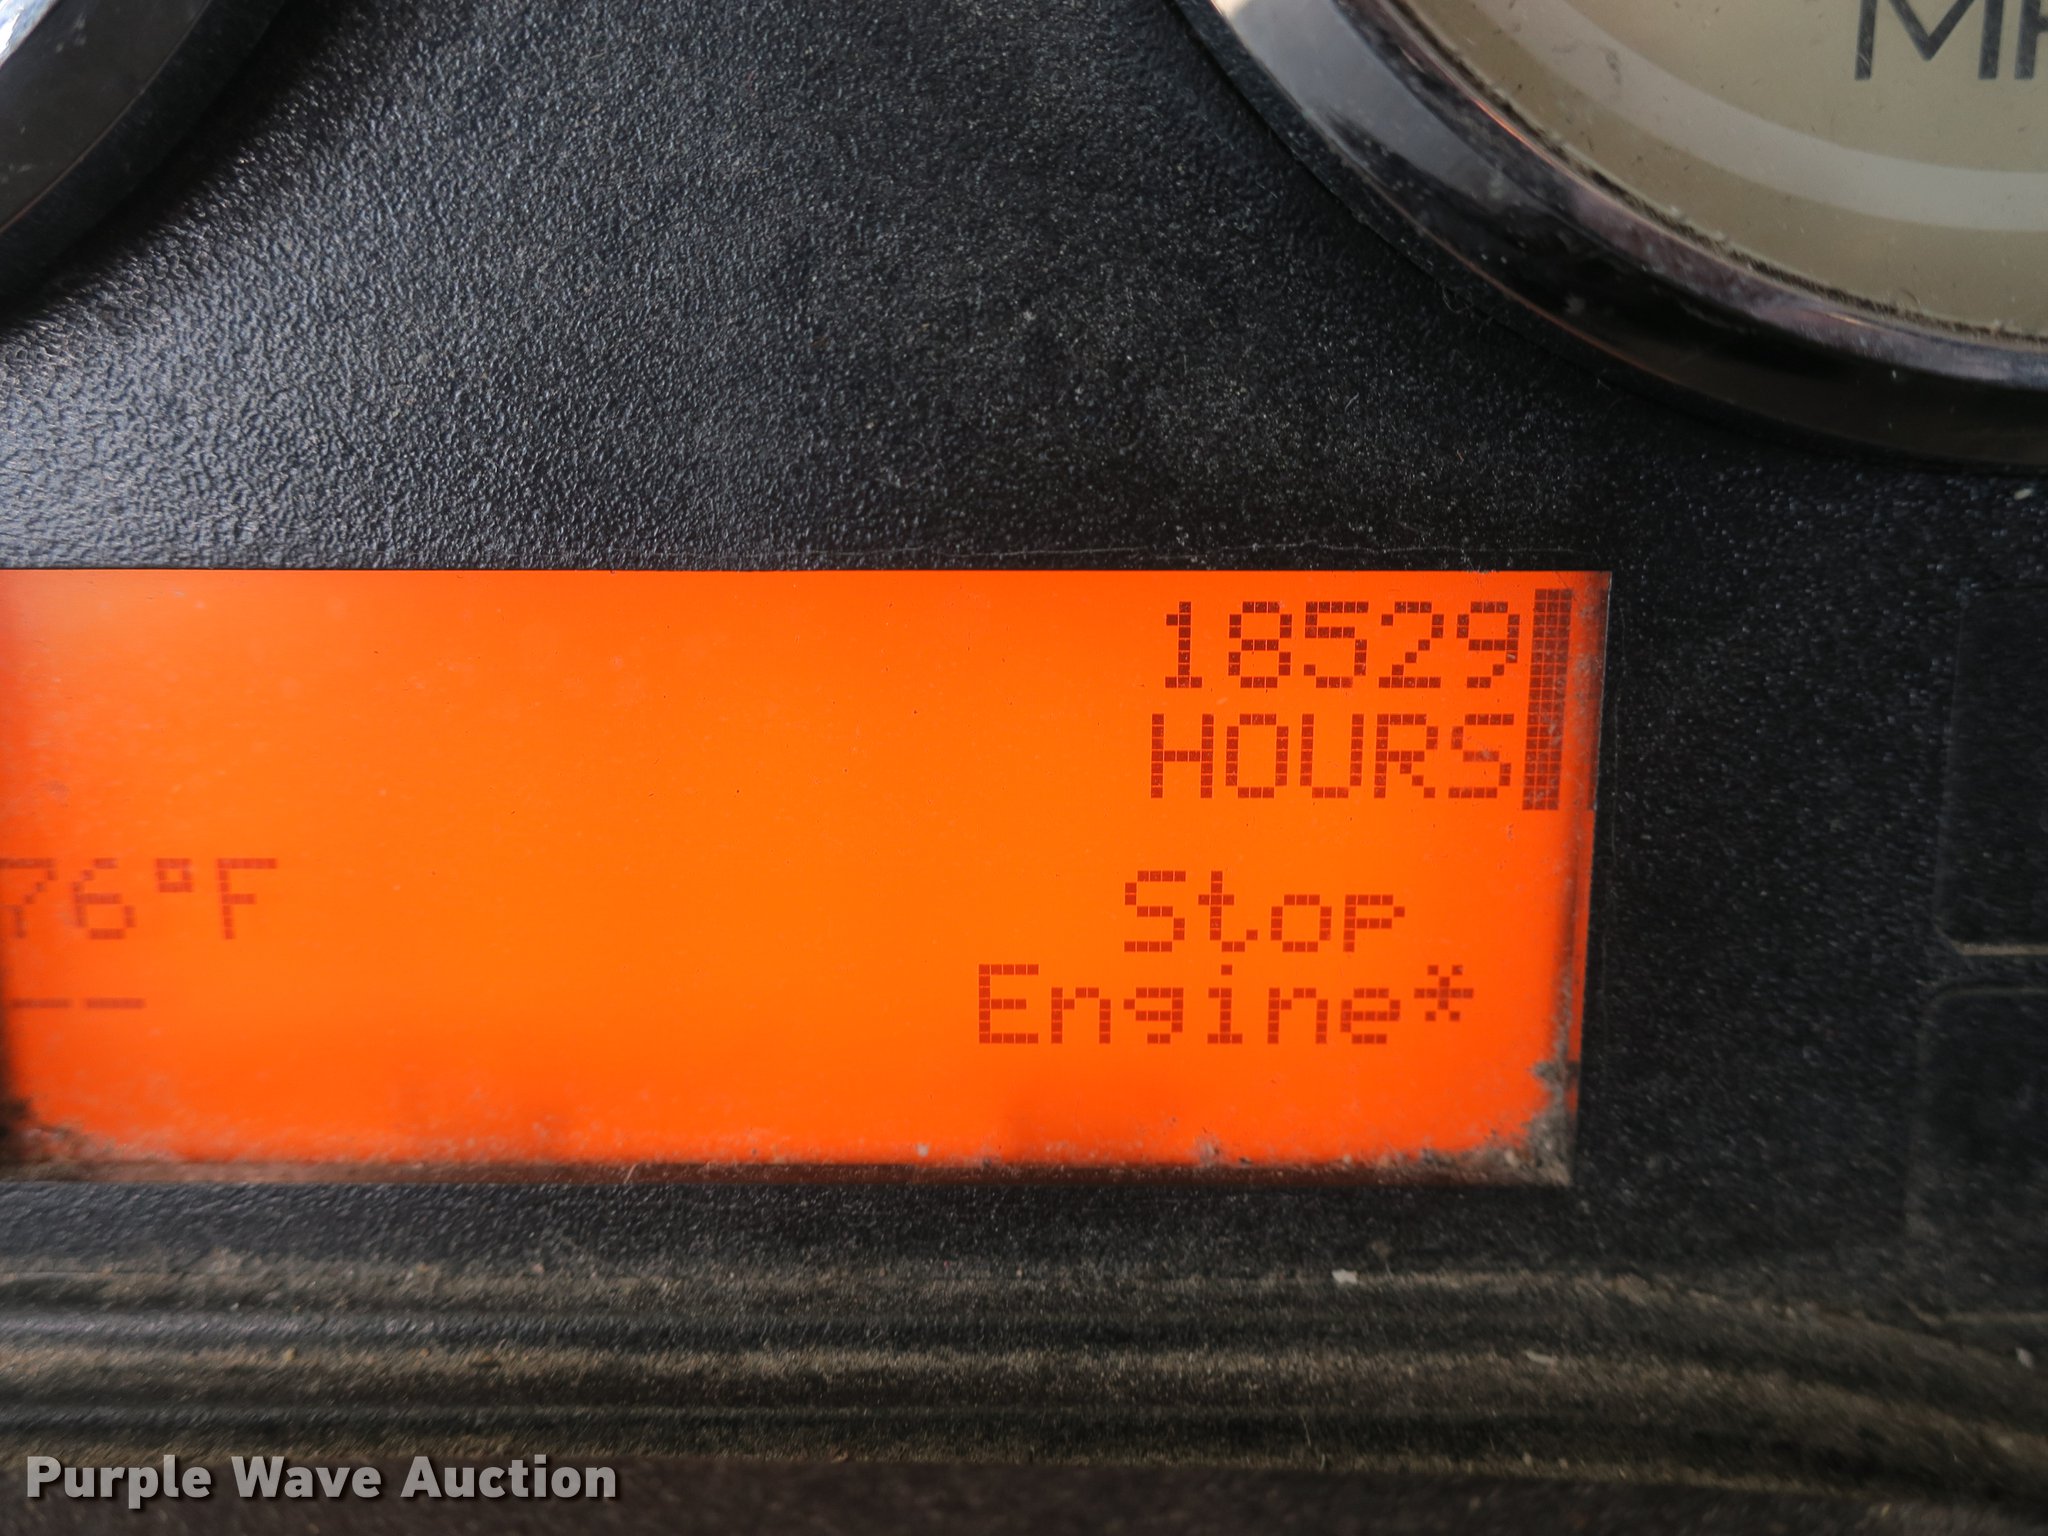 18529
HOURS
76°F
Stop
-- Engine*
Purple Wave Auction